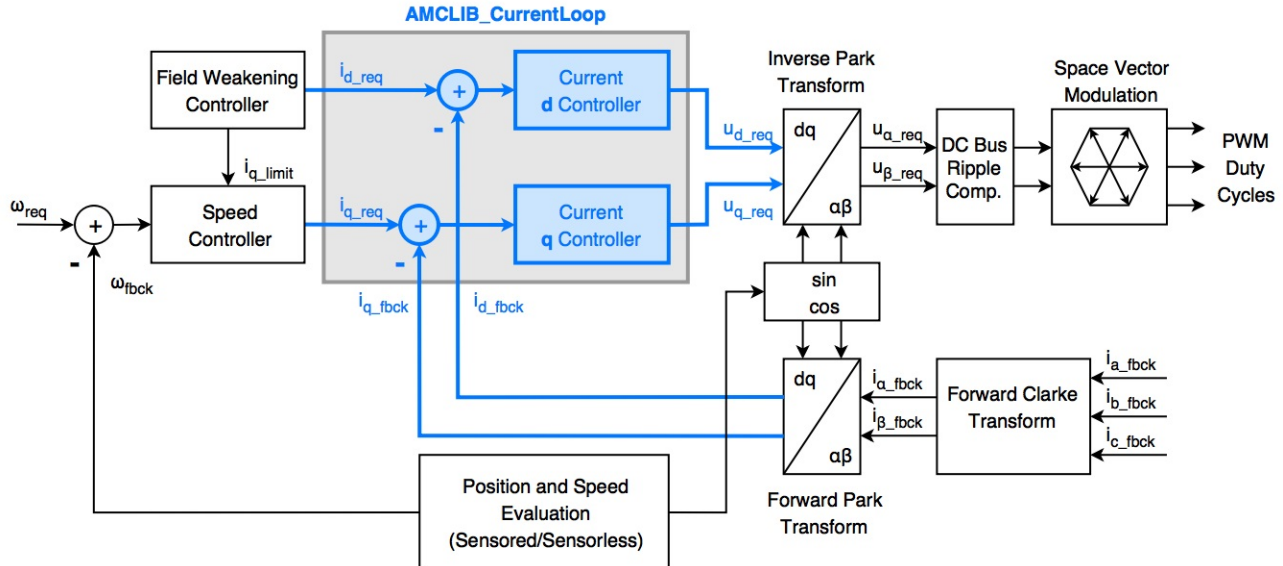 AMCLIB_CurrentLoop
Field Weakening
Controller
i_d_req
+
-
Current
d Controller
u_d_req
i_q_limit
ω_req
+
-
ω_fbck
Speed
Controller
i_q_req
+
-
Current
q Controller
u_q_req
i_q_fbck
i_d_fbck
Inverse Park
Transform
dq
αβ
u_α_req
u_β_req
DC Bus
Ripple
Comp.
Space Vector
Modulation
PWM
Duty
Cycles
sin
cos
dq
αβ
Forward Park
Transform
i_α_fbck
i_β_fbck
Forward Clarke
Transform
i_a_fbck
i_b_fbck
i_c_fbck
Position and Speed
Evaluation
(Sensored/Sensorless)